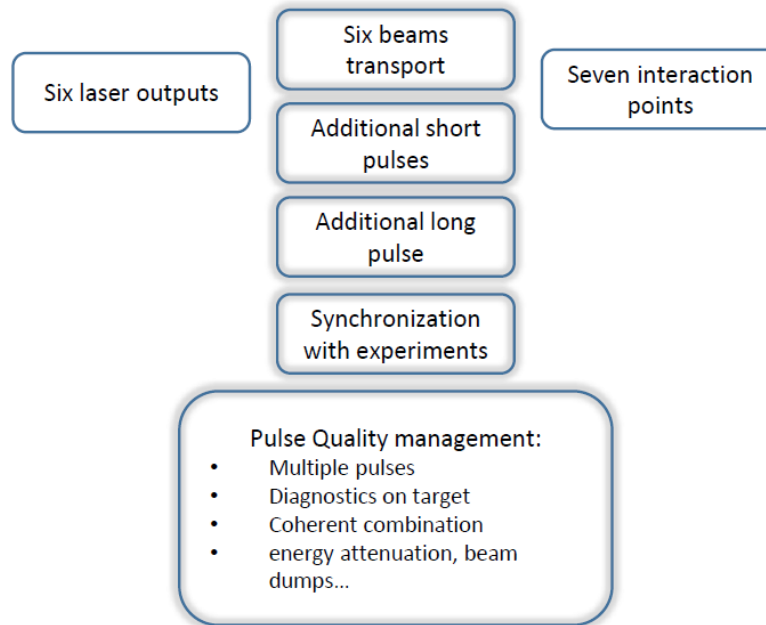 Six laser outputs
Six beams
transport
Additional short
pulses
Additional long
pulse
Synchronization
with experiments
Seven interaction
points
Pulse Quality management:
• Multiple pulses
• Diagnostics on target
• Coherent combination
• energy attenuation, beam
dumps...